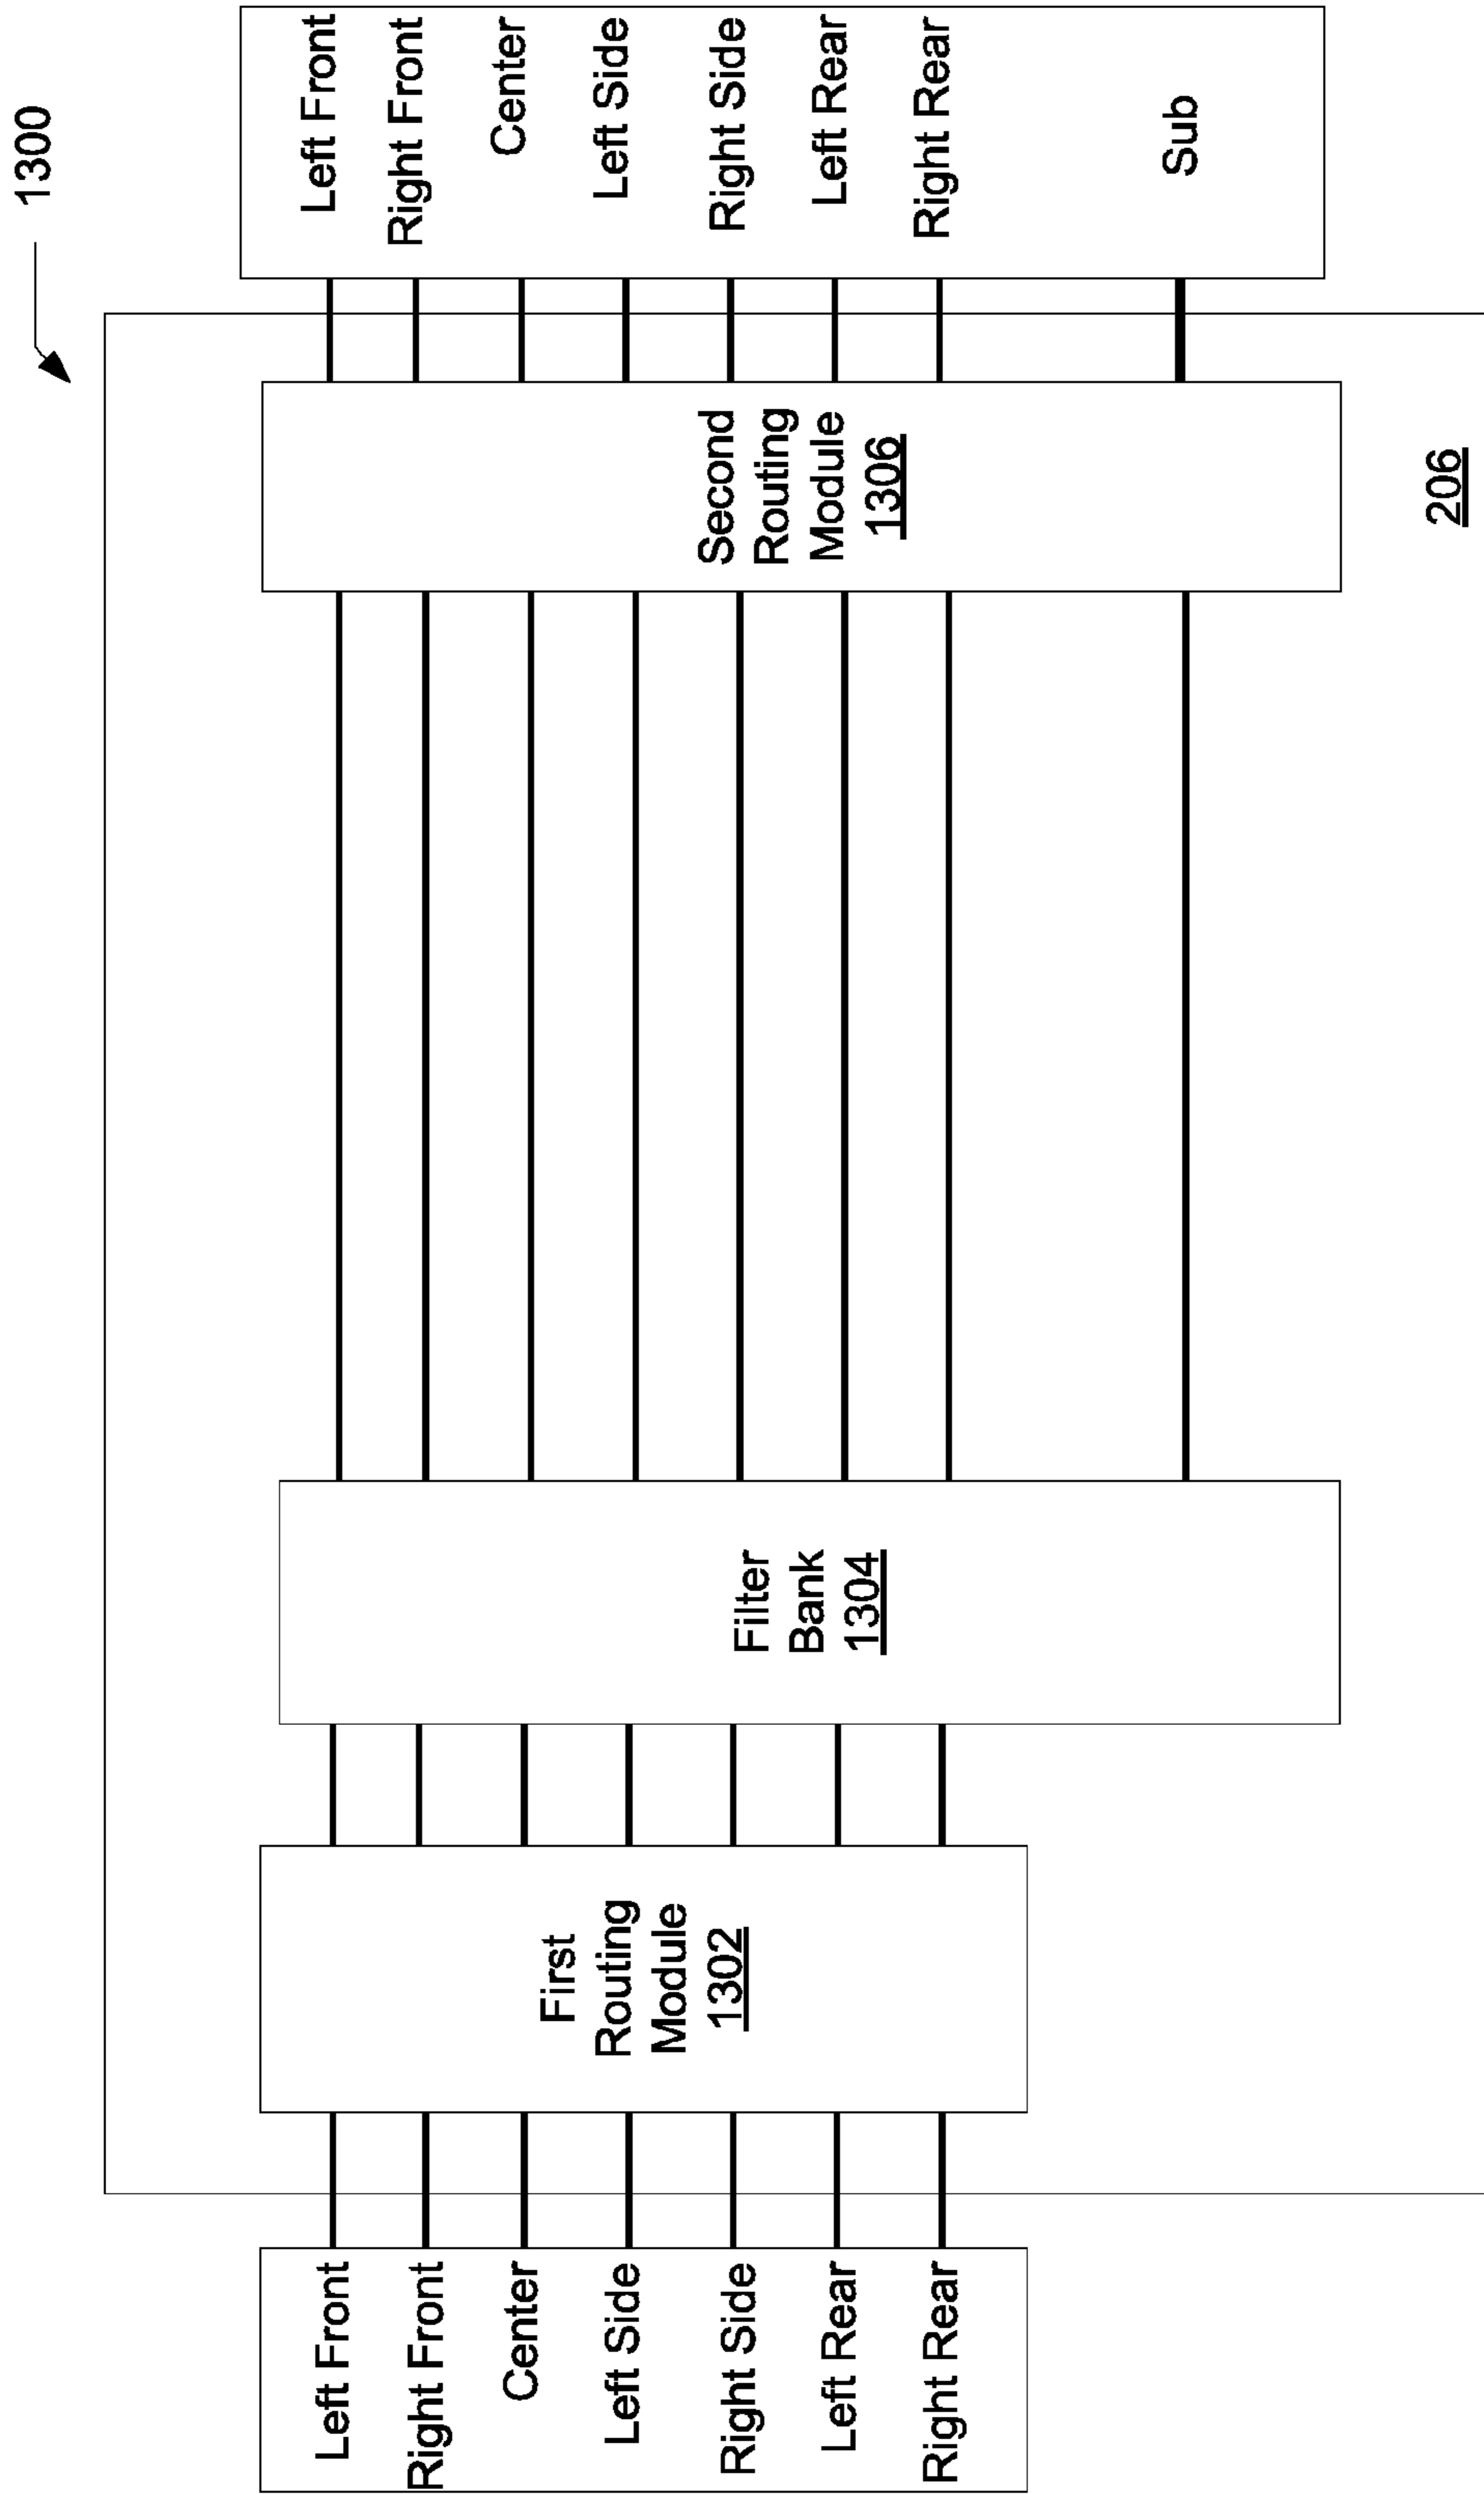 1300
Left Front
Right Front
Center
Left Side
Right Side
Left Rear
Right Rear
First
Routing
Module
1302
Filter
Bank
1304
Second
Routing
Module
1306
Left Front
Right Front
Center
Left Side
Right Side
Left Rear
Right Rear
Sub
206